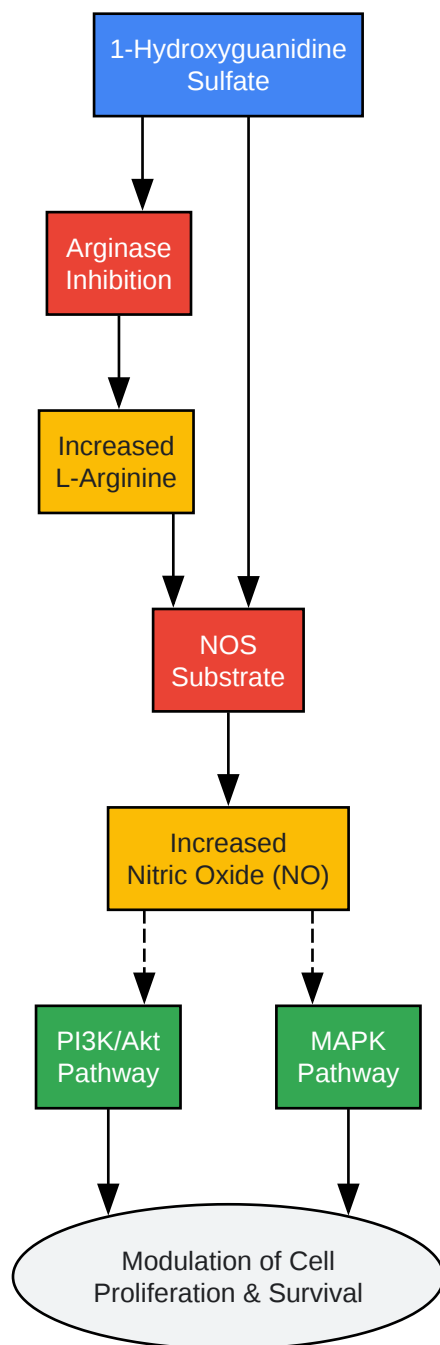 1-Hydroxyguanidine
Sulfate
Arginase
Inhibition
Increased
L-Arginine
NOS
Substrate
Increased
Nitric Oxide (NO)
PI3K/Akt
Pathway
MAPK
Pathway
Modulation of Cell
Proliferation & Survival